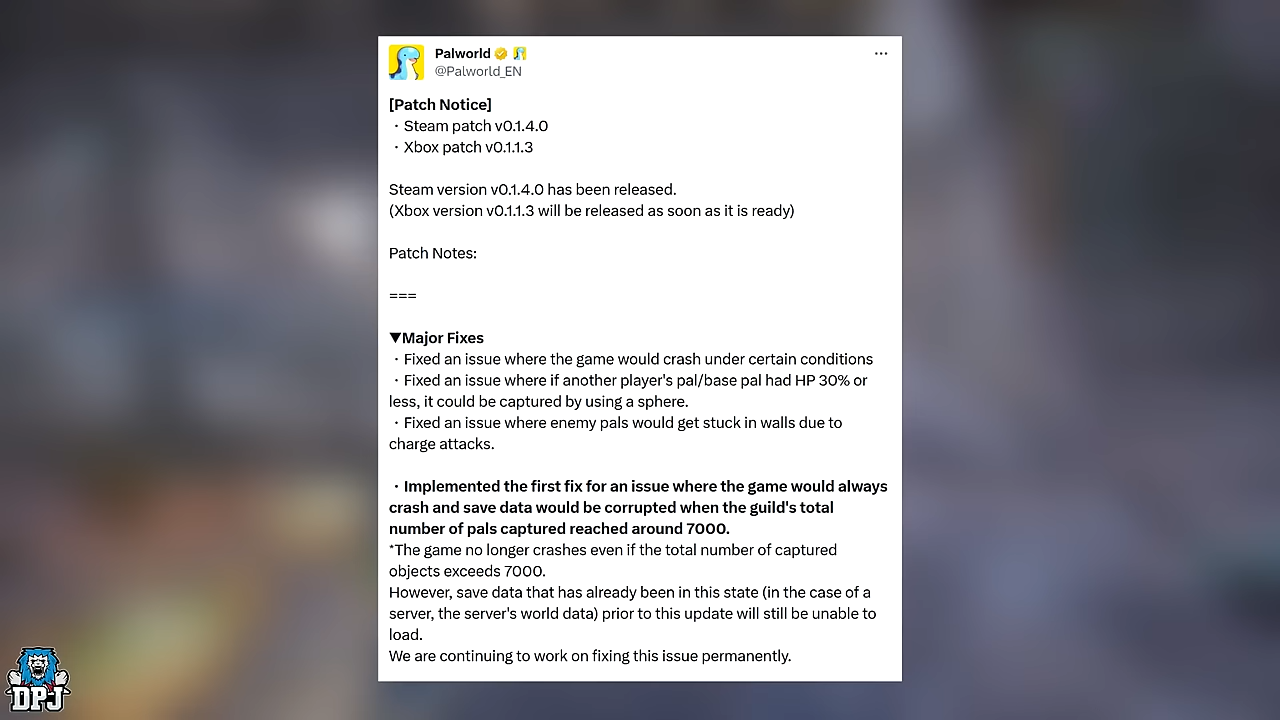 Palworld
@Palworld_EN
[Patch Notice]
・Steam patch v0.1.4.0
・Xbox patch v0.1.1.3
Steam version v0.1.4.0 has been released.
(Xbox version v0.1.1.3 will be released as soon as it is ready)
Patch Notes:
===
▼Major Fixes
・Fixed an issue where the game would crash under certain conditions
・Fixed an issue where if another player's pal/base pal had HP 30% or
less, it could be captured by using a sphere.
・Fixed an issue where enemy pals would get stuck in walls due to
charge attacks.
・Implemented the first fix for an issue where the game would always
crash and save data would be corrupted when the guild's total
number of pals captured reached around 7000.
*The game no longer crashes even if the total number of captured
objects exceeds 7000.
However, save data that has already been in this state (in the case of a
server, the server's world data) prior to this update will still be unable to
load.
We are continuing to work on fixing this issue permanently.
DPJ